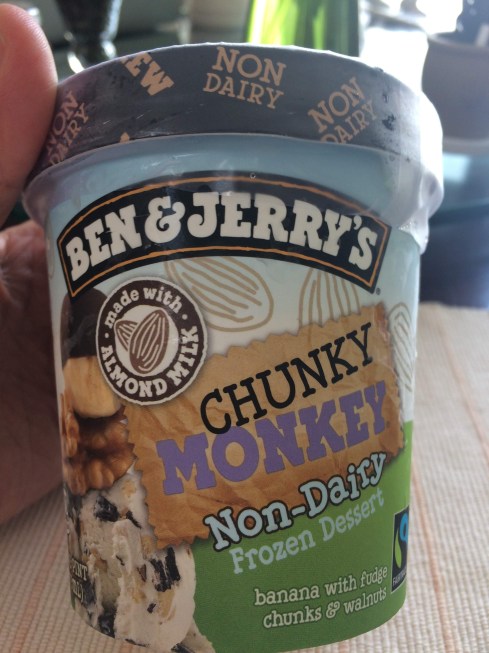 NON
DAIRY
NEW
NON
DAIRY
NON
DAIRY
BEN & JERRY'S
made with
ALMOND MILK
CHUNKY
MONKEY
Non-Dairy
Frozen Dessert
banana with fudge
chunks & walnuts
PINT